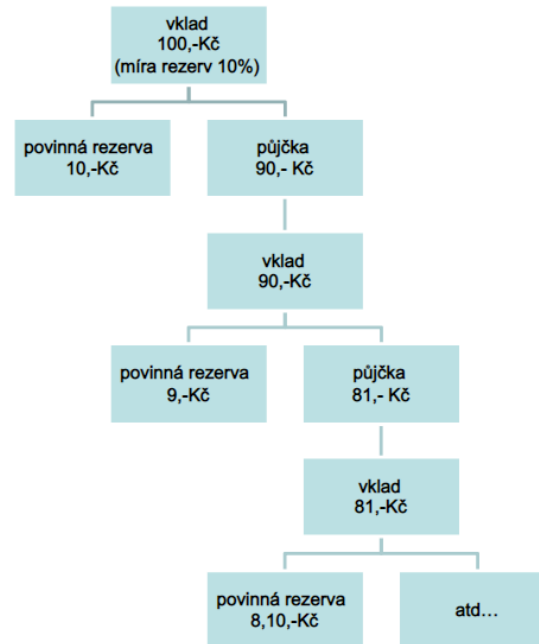 vklad
100,-Kč
(míra rezerv 10%)
povinná rezerva
10,-Kč
půjčka
90,- Kč
vklad
90,-Kč
povinná rezerva
9,-Kč
půjčka
81,- Kč
vklad
81,-Kč
povinná rezerva
8,10,-Kč
atd...